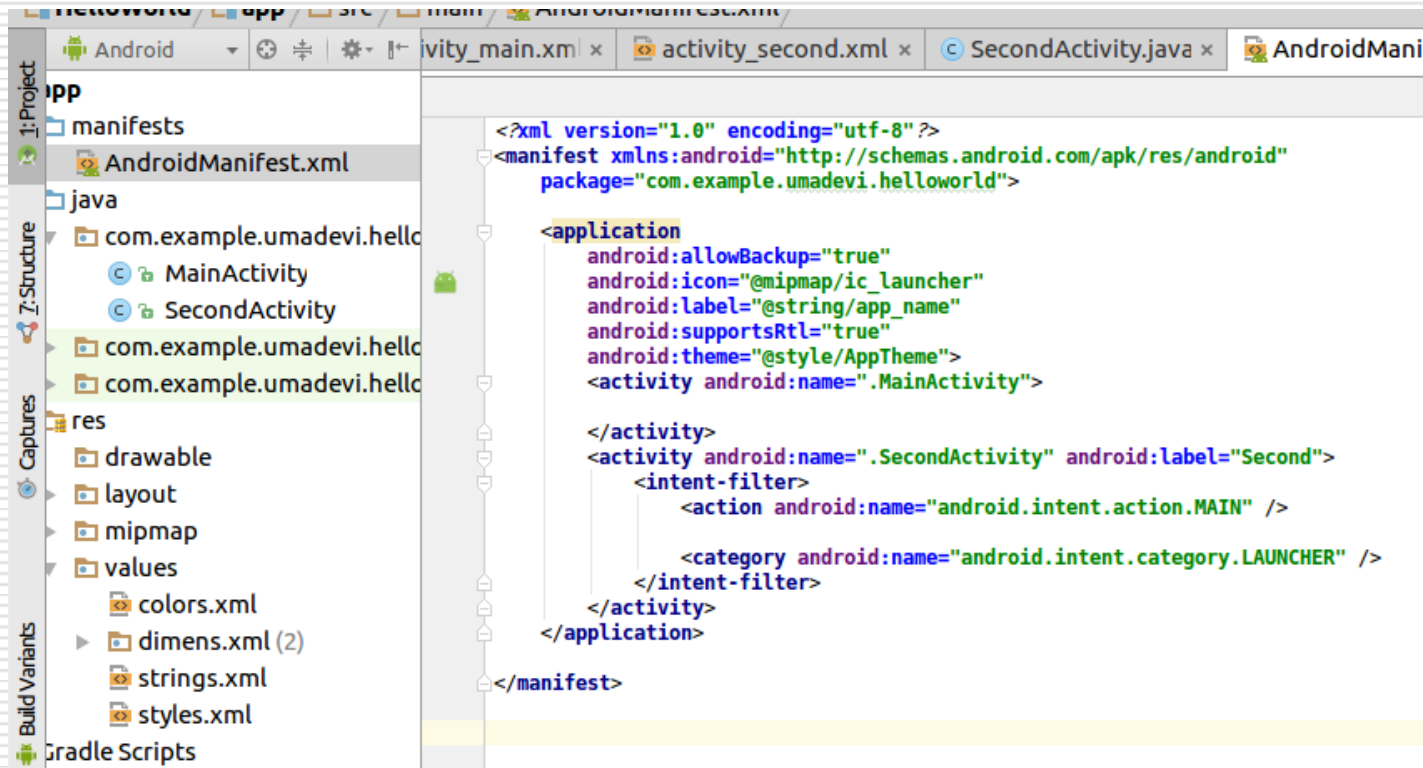 HelloWorld app src main AndroidManifest.xml
Android
ivity_main.xml
activity_second.xml
SecondActivity.java
AndroidMani
1: Project
7: Structure
Captures
Build Variants
app
manifests
AndroidManifest.xml
java
com.example.umadevi.hello
MainActivity
SecondActivity
com.example.umadevi.hello
com.example.umadevi.hello
res
drawable
layout
mipmap
values
colors.xml
dimens.xml (2)
strings.xml
styles.xml
Gradle Scripts
<?xml version="1.0" encoding="utf-8"?>
<manifest xmlns:android="http://schemas.android.com/apk/res/android"
package="com.example.umadevi.helloworld">
<application
android:allowBackup="true"
android:icon="@mipmap/ic_launcher"
android:label="@string/app_name"
android:supportsRtl="true"
android:theme="@style/AppTheme">
<activity android:name=".MainActivity">
</activity>
<activity android:name=".SecondActivity" android:label="Second">
<intent-filter>
<action android:name="android.intent.action.MAIN" />
<category android:name="android.intent.category.LAUNCHER" />
</intent-filter>
</activity>
</application>
</manifest>